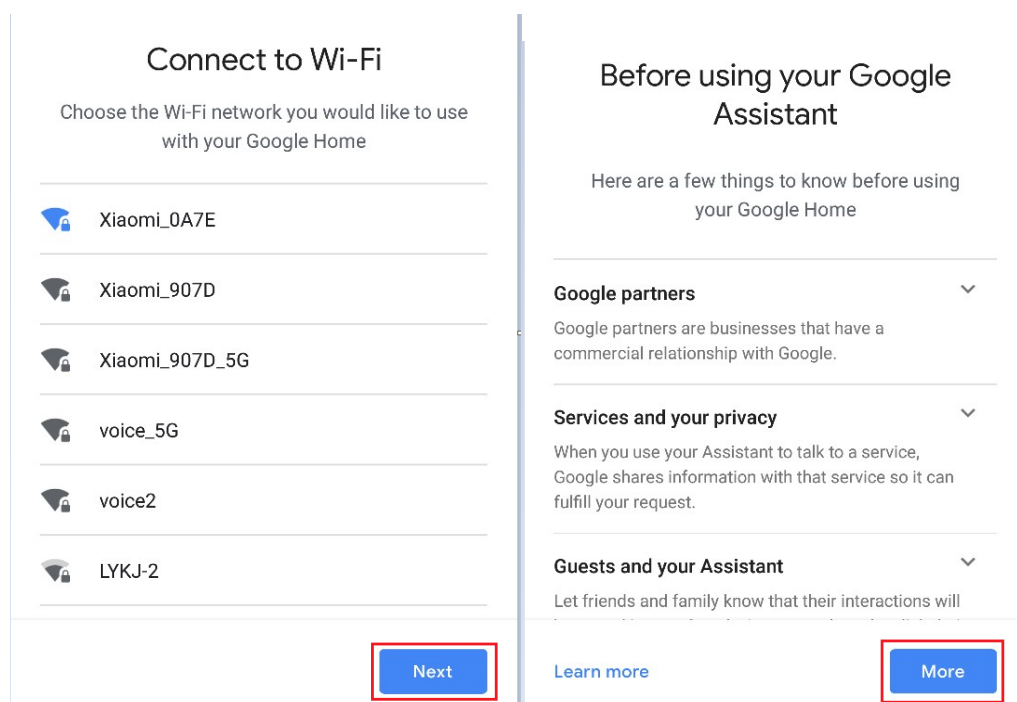 Connect to Wi-Fi
Choose the Wi-Fi network you would like to use
with your Google Home
Xiaomi_0A7E
Xiaomi_907D
Xiaomi_907D_5G
voice_5G
voice2
LYKJ-2
Next
Before using your Google
Assistant
Here are a few things to know before using
your Google Home
Google partners
Google partners are businesses that have a
commercial relationship with Google.
Services and your privacy
When you use your Assistant to talk to a service,
Google shares information with that service so it can
fulfill your request.
Guests and your Assistant
Let friends and family know that their interactions will
Learn more
More